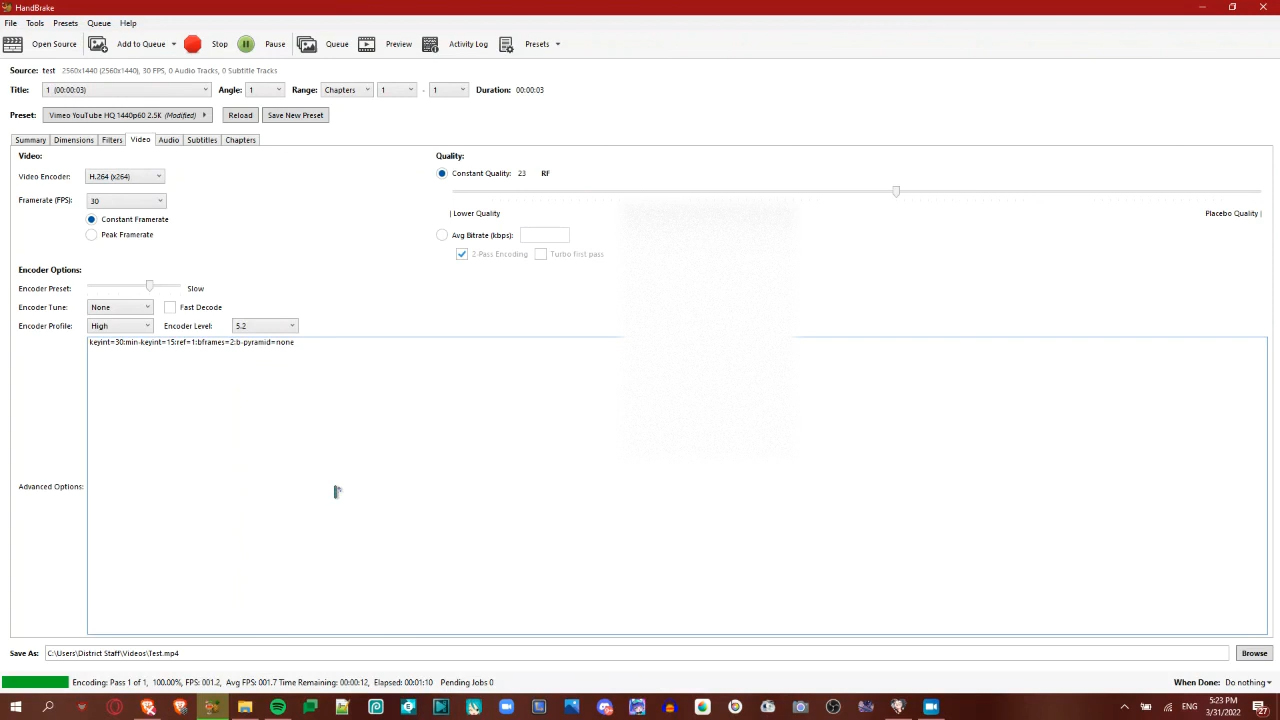 HandBrake
File Tools Presets Queue Help
Open Source Add to Queue Stop Pause Queue Preview Activity Log Presets
Source: test 2560x1440 (2560x1440), 30 FPS, 0 Audio Tracks, 0 Subtitle Tracks
Title: 1 (00:00:03) Angle: 1 Range: Chapters 1 - 1 Duration: 00:00:03
Preset: Vimeo YouTube HQ 1440p60 2.5K (Modified) Reload Save New Preset
Summary Dimensions Filters Video Audio Subtitles Chapters
Video: Quality:
Video Encoder: H.264 (x264) Constant Quality: 23 RF
Framerate (FPS): 30
Constant Framerate | Lower Quality Placebo Quality |
Peak Framerate Avg Bitrate (kbps):
2-Pass Encoding Turbo first pass
Encoder Options:
Encoder Preset: Slow
Encoder Tune: None Fast Decode
Encoder Profile: High Encoder Level: 5.2
keyint=30:min-keyint=15:ref=1:bframes=2:b-pyramid=none
Advanced Options:
Save As: C:\Users\District Staff\Videos\Test.mp4 Browse
Encoding: Pass 1 of 1, 100.00%, FPS: 001.2, Avg FPS: 001.7 Time Remaining: 00:00:12, Elapsed: 00:01:10 Pending Jobs 0 When Done: Do nothing
ENG 5:23 PM
3/31/2022 27